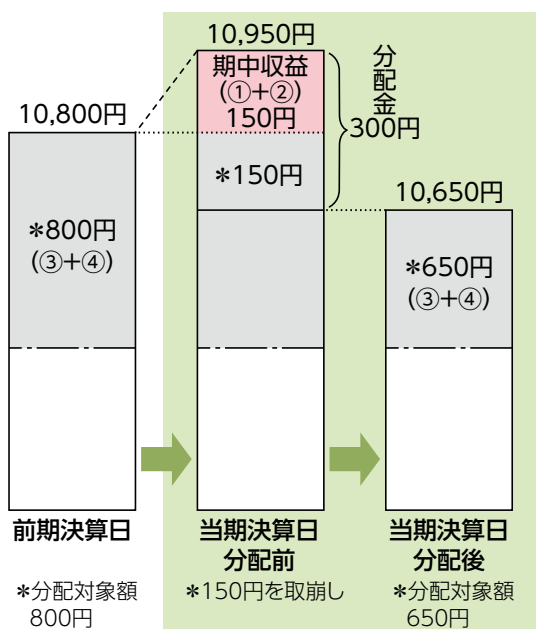 10,800円
*800円
(③+④)
前期決算日
*分配対象額
800円
10,950円
期中収益
(①+②)
150円
*150円
分配金
300円
当期決算日
分配前
*150円を取崩し
10,650円
*650円
(③+④)
当期決算日
分配後
*分配対象額
650円